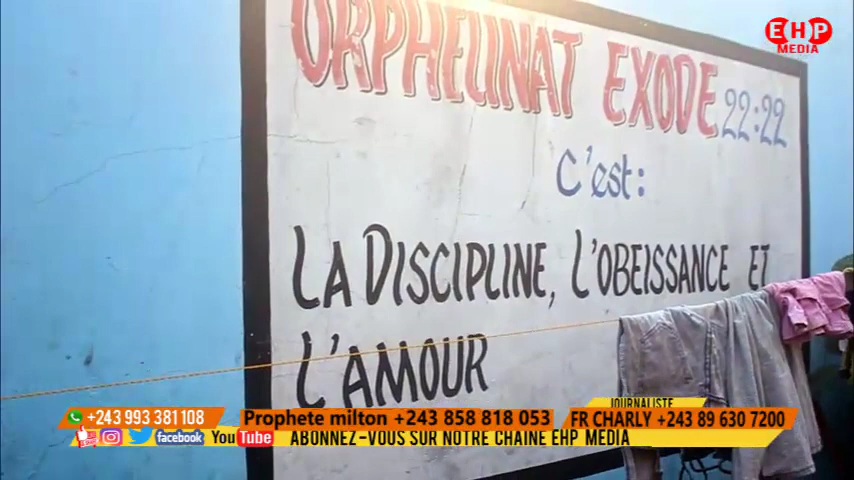 EHP
MEDIA
ORPHELINAT EXODE 22:22
C'est:
LA DISCIPLINE, L'OBEISSANCE ET
L'AMOUR
JOURNALISTE
+243 993 381 108
Prophete milton +243 858 818 053
FR CHARLY +243 89 630 7200
facebook
YouTube
ABONNEZ-VOUS SUR NOTRE CHAINE EHP MEDIA